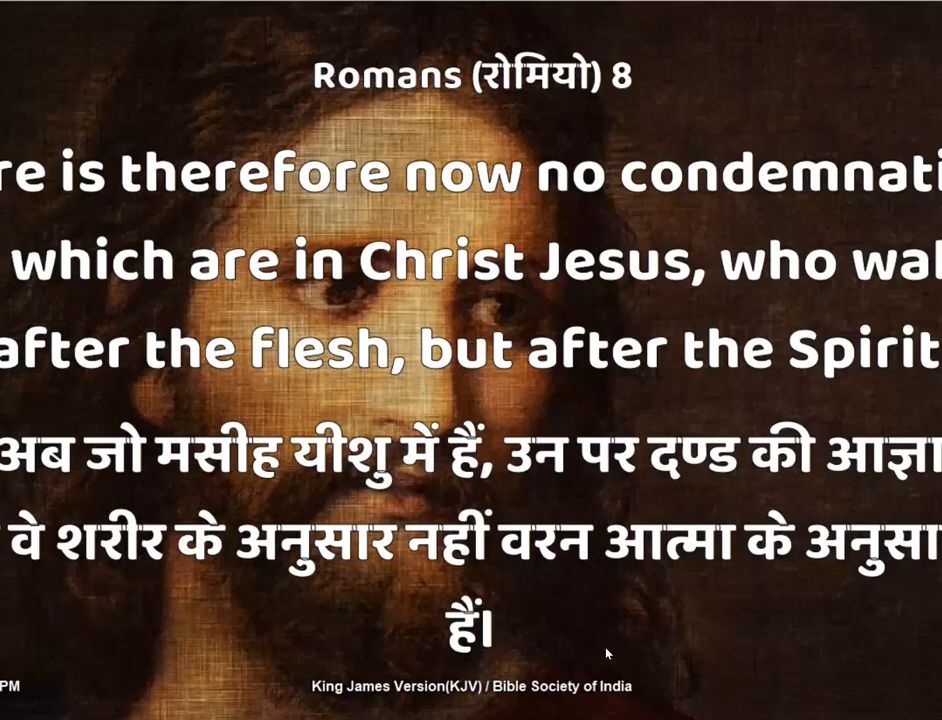 Romans (रोमियो) 8
re is therefore now no condemnati
which are in Christ Jesus, who wal
after the flesh, but after the Spirit
अब जो मसीह यीशु में हैं, उन पर दण्ड की आज्ञा
वे शरीर के अनुसार नहीं वरन आत्मा के अनुसा
हैं।
PM
King James Version(KJV) / Bible Society of India